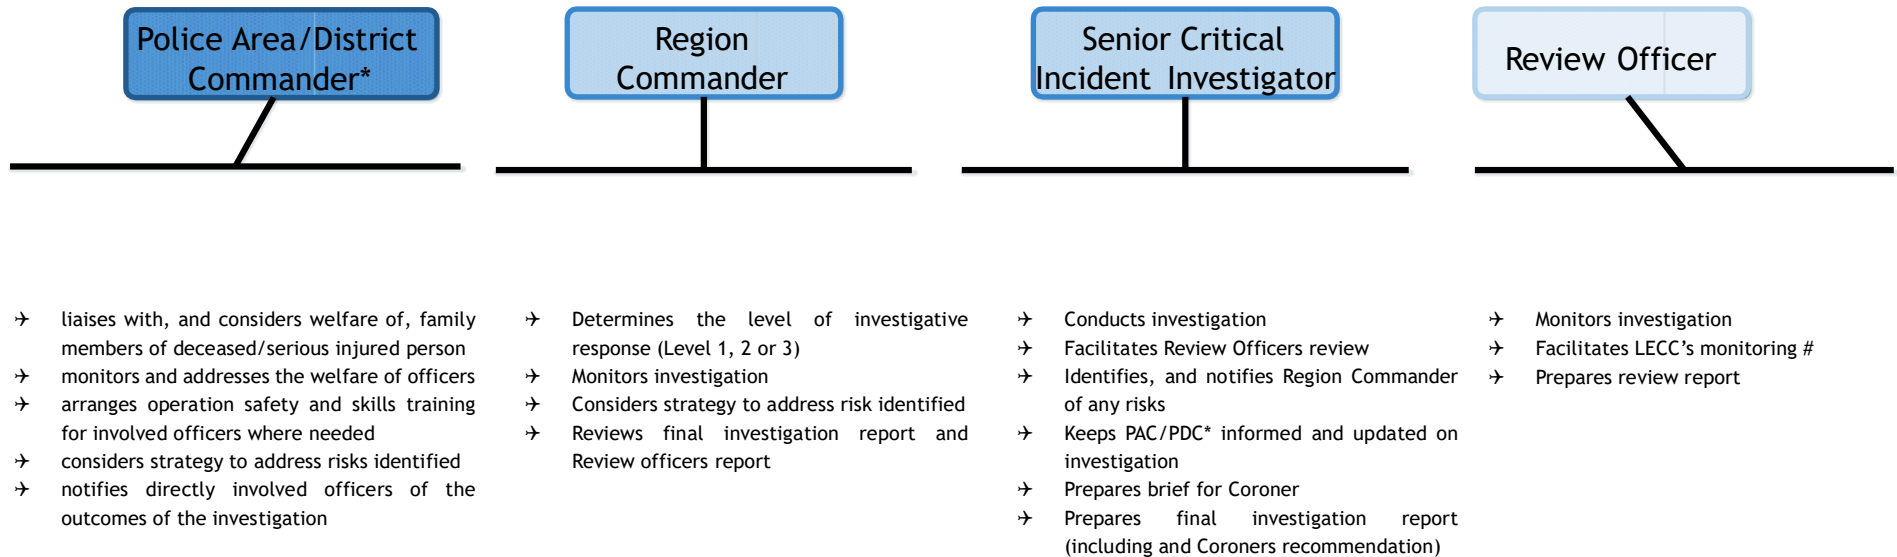 Police Area/District
Commander*
Region
Commander
Senior Critical
Incident Investigator
Review Officer
✈ liaises with, and considers welfare of, family
members of deceased/serious injured person
✈ monitors and addresses the welfare of officers
✈ arranges operation safety and skills training
for involved officers where needed
✈ considers strategy to address risks identified
✈ notifies directly involved officers of the
outcomes of the investigation
✈ Determines the level of investigative
response (Level 1, 2 or 3)
✈ Monitors investigation
✈ Considers strategy to address risk identified
✈ Reviews final investigation report and
Review officers report
✈ Conducts investigation
✈ Facilitates Review Officers review
✈ Identifies, and notifies Region Commander
of any risks
✈ Keeps PAC/PDC* informed and updated on
investigation
✈ Prepares brief for Coroner
✈ Prepares final investigation report
(including and Coroners recommendation)
✈ Monitors investigation
✈ Facilitates LECC’s monitoring #
✈ Prepares review report